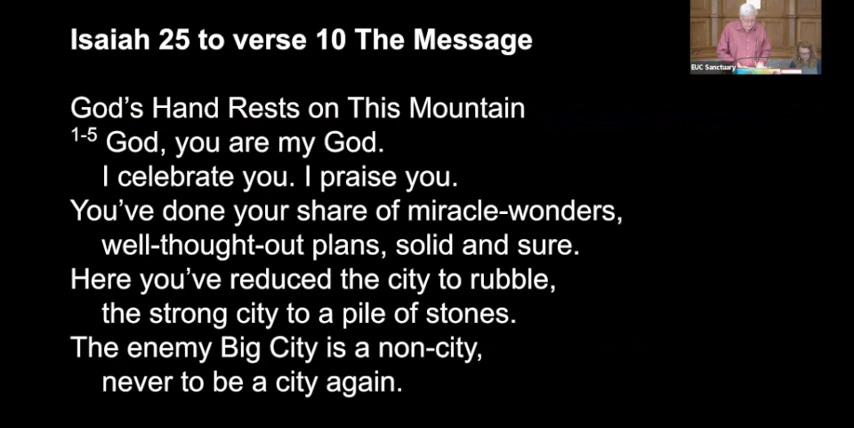 Isaiah 25 to verse 10 The Message
EUC Sanctuary
God’s Hand Rests on This Mountain
1-5 God, you are my God.
I celebrate you. I praise you.
You’ve done your share of miracle-wonders,
well-thought-out plans, solid and sure.
Here you’ve reduced the city to rubble,
the strong city to a pile of stones.
The enemy Big City is a non-city,
never to be a city again.